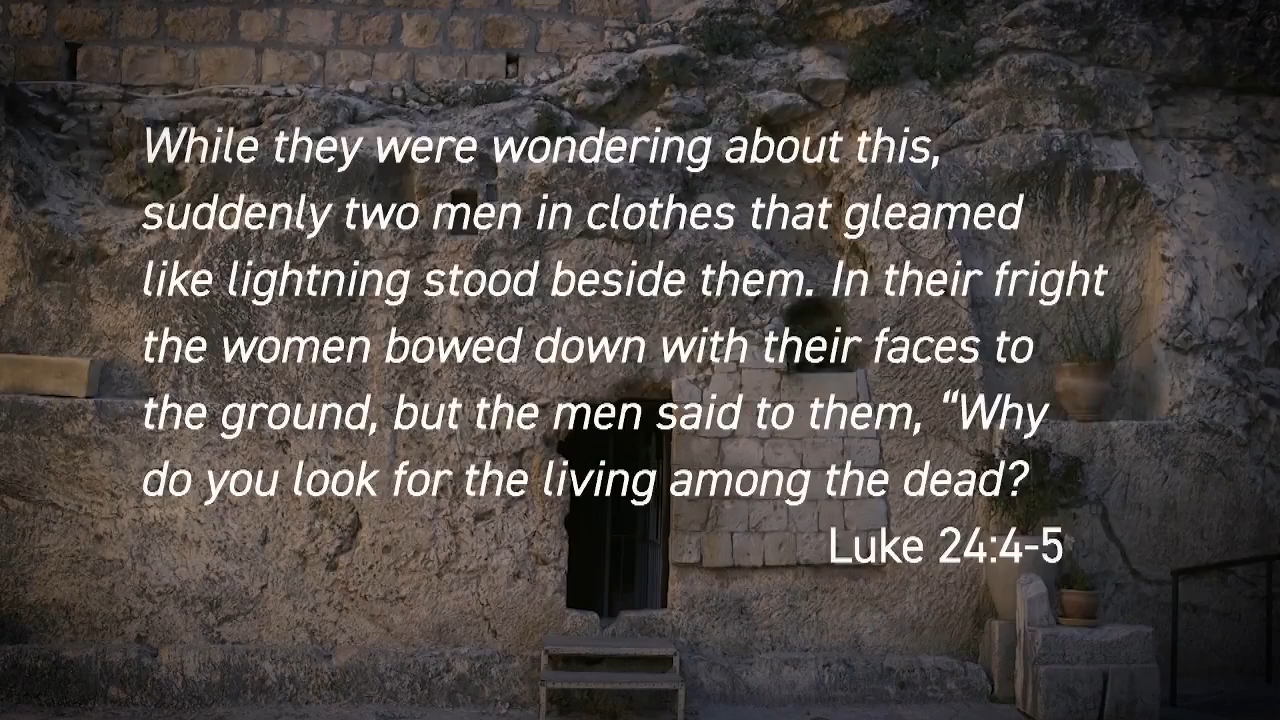 While they were wondering about this,
suddenly two men in clothes that gleamed
like lightning stood beside them. In their fright
the women bowed down with their faces to
the ground, but the men said to them, “Why
do you look for the living among the dead?
Luke 24:4-5